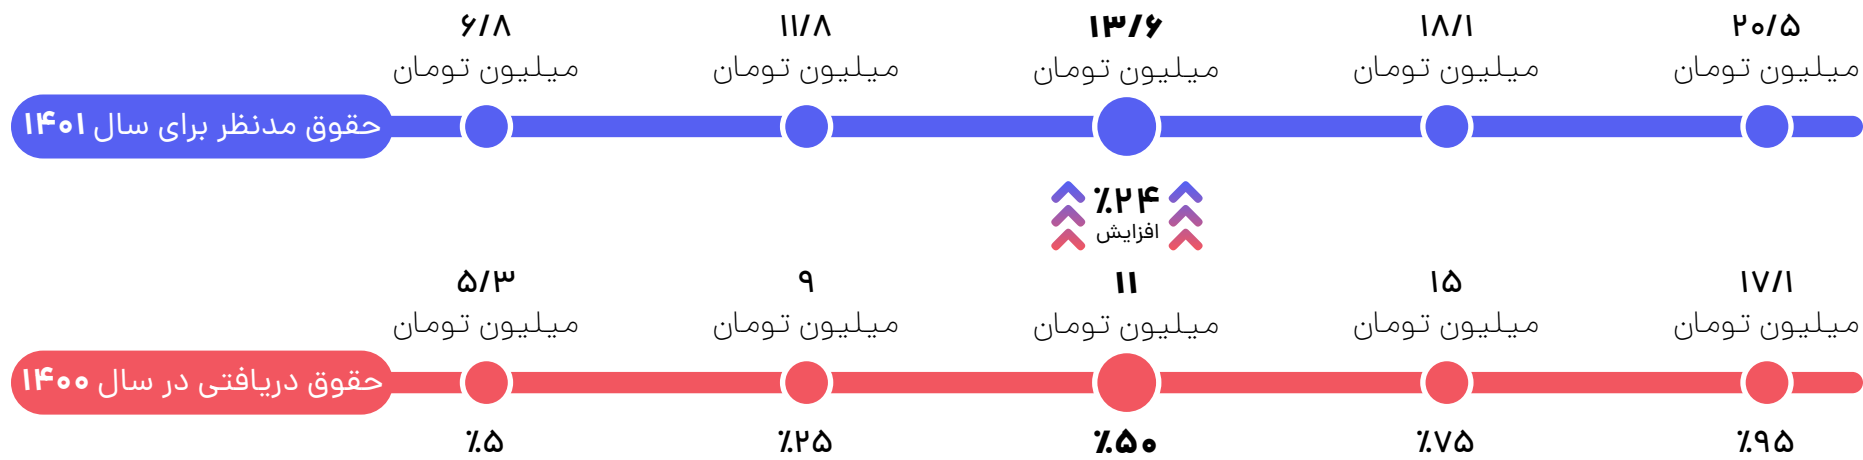 ۶/۸ ۱۱/۸ ۱۳/۶ ۱۸/۱ ۲۰/۵
میلیون تومان میلیون تومان میلیون تومان میلیون تومان میلیون تومان
حقوق مدنظر برای سال ۱۴۰۱
٪۲۴
افزایش
۵/۳ ۹ ۱۱ ۱۵ ۱۷/۱
میلیون تومان میلیون تومان میلیون تومان میلیون تومان میلیون تومان
حقوق دریافتی در سال ۱۴۰۰
٪۵ ٪۲۵ ٪۵۰ ٪۷۵ ٪۹۵